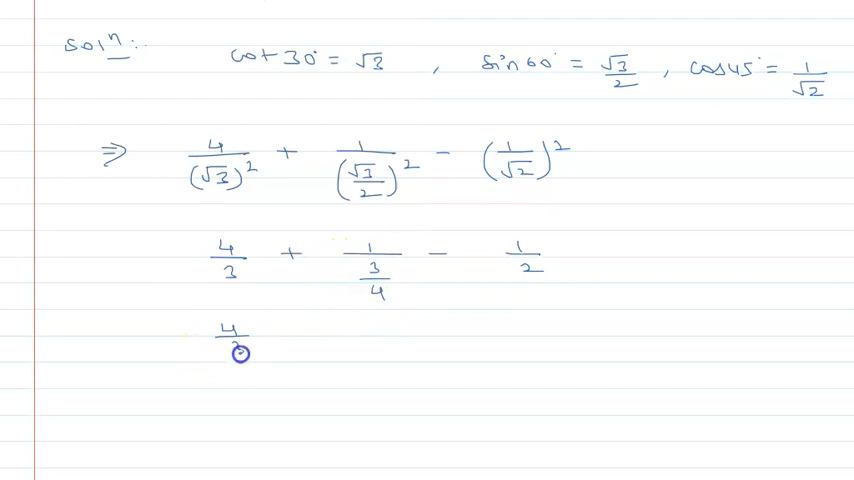 solⁿ:
cot 30° = √3 , sin 60° = √3/2 , cos 45° = 1/√2
⇒ 4/(√3)² + 1/(√3/2)² − (1/√2)²
4/3 + 1/(3/4) − 1/2
4/3